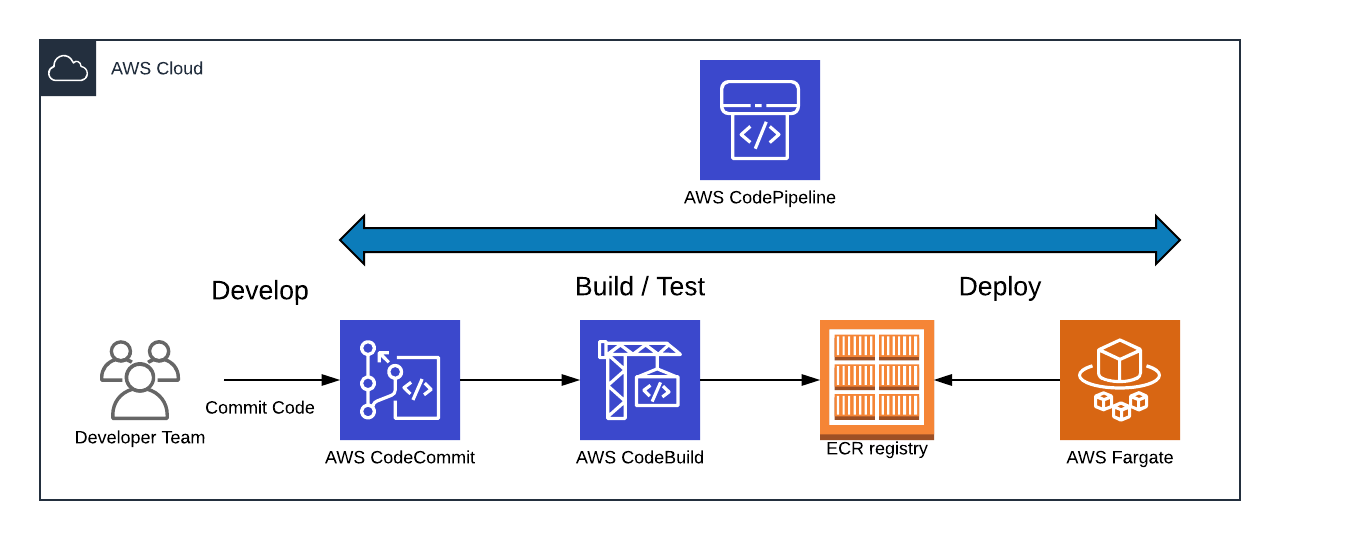 AWS Cloud
AWS CodePipeline
Develop
Build / Test
Deploy
Commit Code
Developer Team
AWS CodeCommit
AWS CodeBuild
ECR registry
AWS Fargate